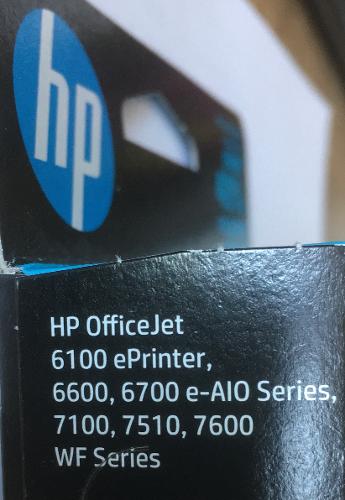 hp
HP OfficeJet
6100 ePrinter,
6600, 6700 e-AIO Series,
7100, 7510, 7600
WF Series